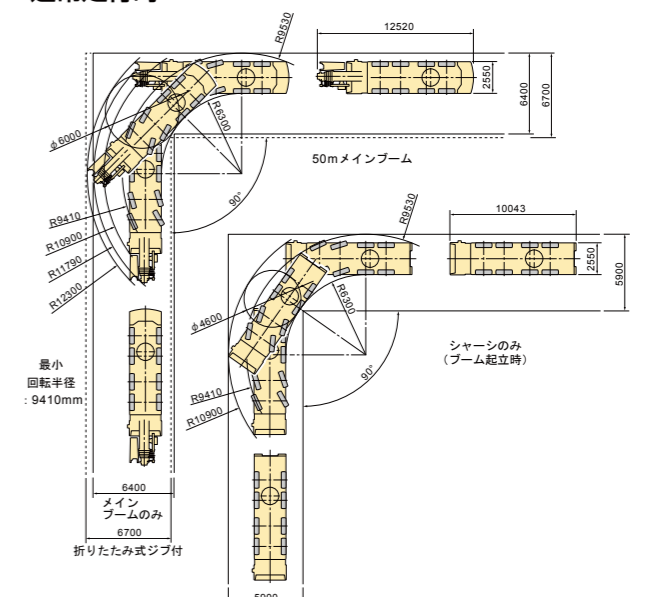 R9530
12520
2550
6400
6700
φ6000
R6300
50mメインブーム
90°
R9410
R10900
R11790
R12300
R9530
10043
2550
5900
φ4600
R6300
シャーシのみ
(ブーム起立時)
90°
R9410
R10900
最小
回転半径
:9410mm
6400
メイン
ブームのみ
6700
折りたたみ式ジブ付